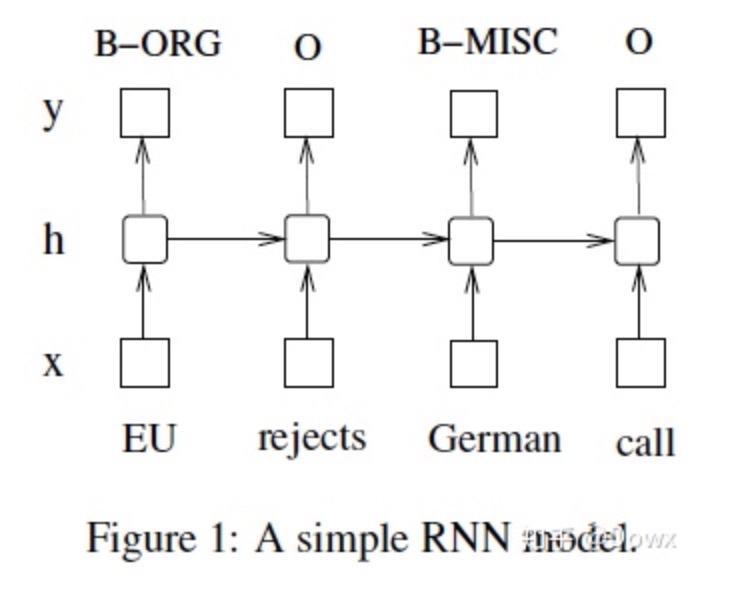 B–ORG O B–MISC O
y
h
x
EU rejects German call
Figure 1: A simple RNN model.